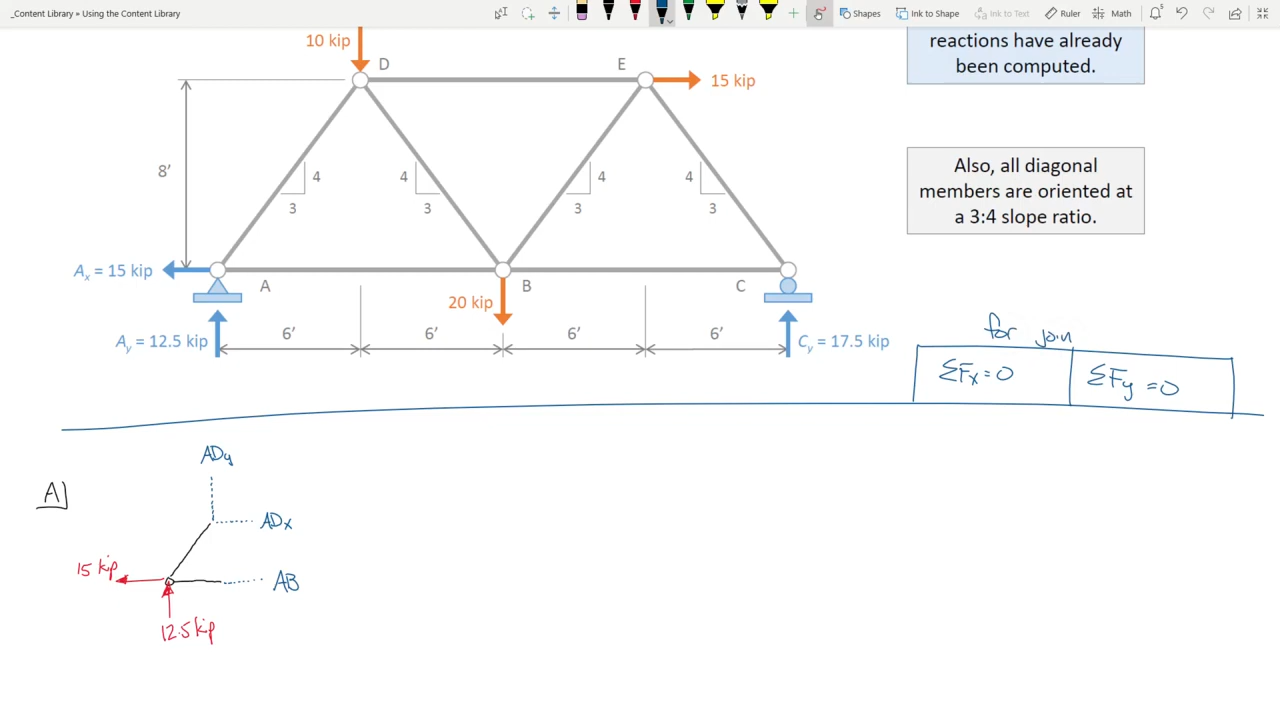 _Content Library » Using the Content Library
Shapes
Ink to Shape
Ink to Text
Ruler
Math
reactions have already
been computed.
10 kip
D
E
15 kip
8’
4
3
4
3
4
3
4
3
Also, all diagonal
members are oriented at
a 3:4 slope ratio.
Ax = 15 kip
A
B
C
20 kip
Ay = 12.5 kip
6’
6’
6’
6’
Cy = 17.5 kip
for join
ΣFx = 0
ΣFy = 0
A
ADy
ADx
15 kip
AB
12.5 kip